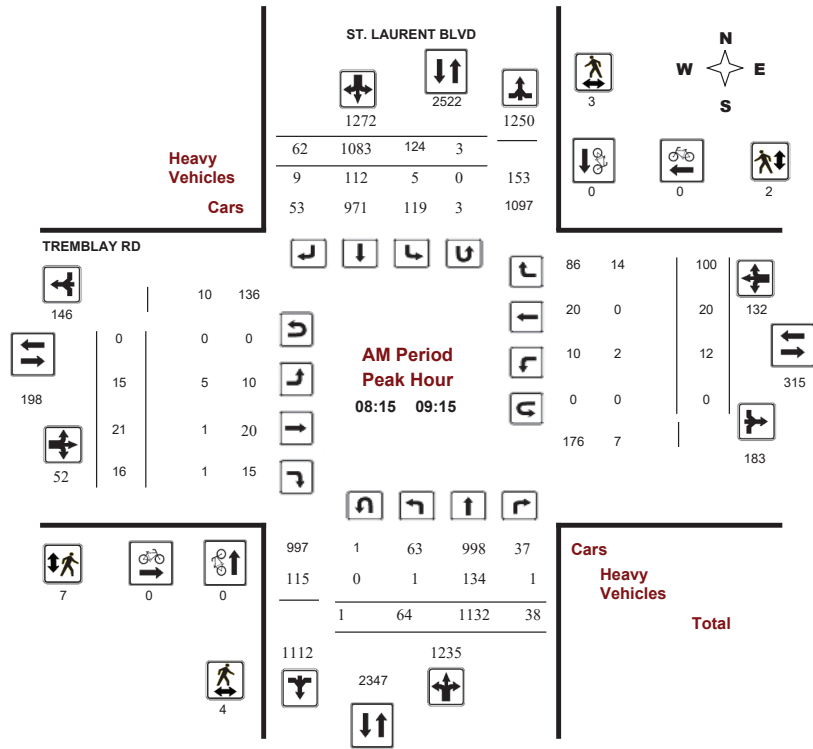 ST. LAURENT BLVD
N
W E
S
2522
3
1272 1250
62 1083 124 3
Heavy
Vehicles
9 112 5 0 153
Cars
53 971 119 3 1097
0 0 2
TREMBLAY RD
146
10 136
86 14 100
132
0 0 0
20 0 20
198
15 5 10
AM Period
Peak Hour
08:15 09:15
10 2 12
315
21 1 20
0 0 0
52
16 1 15
176 7
183
997 1 63 998 37
Cars
115 0 1 134 1
Heavy
Vehicles
7 0 0
1 64 1132 38
Total
1112 1235
2347
4